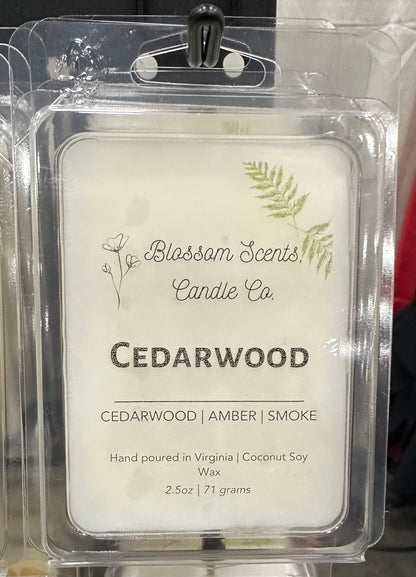 Blossom Scents,
Candle Co.
CEDARWOOD
CEDARWOOD | AMBER | SMOKE
Hand poured in Virginia | Coconut Soy
Wax
2.5oz | 71 grams